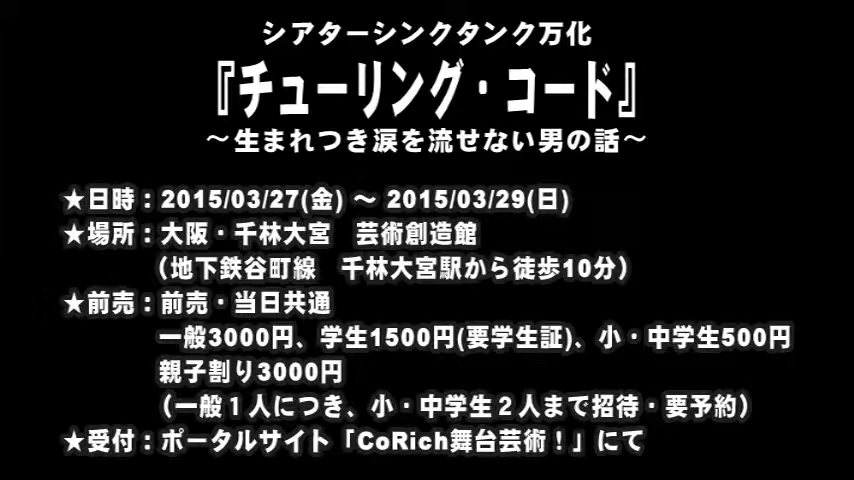 シアターシンクタンク万化
『チューリング・コード』
～生まれつき涙を流せない男の話～
★日時：2015/03/27(金) ～ 2015/03/29(日)
★場所：大阪・千林大宮　芸術創造館
（地下鉄谷町線　千林大宮駅から徒歩10分）
★前売：前売・当日共通
一般3000円、学生1500円(要学生証)、小・中学生500円
親子割り3000円
（一般１人につき、小・中学生２人まで招待・要予約）
★受付：ポータルサイト「CoRich舞台芸術！」にて